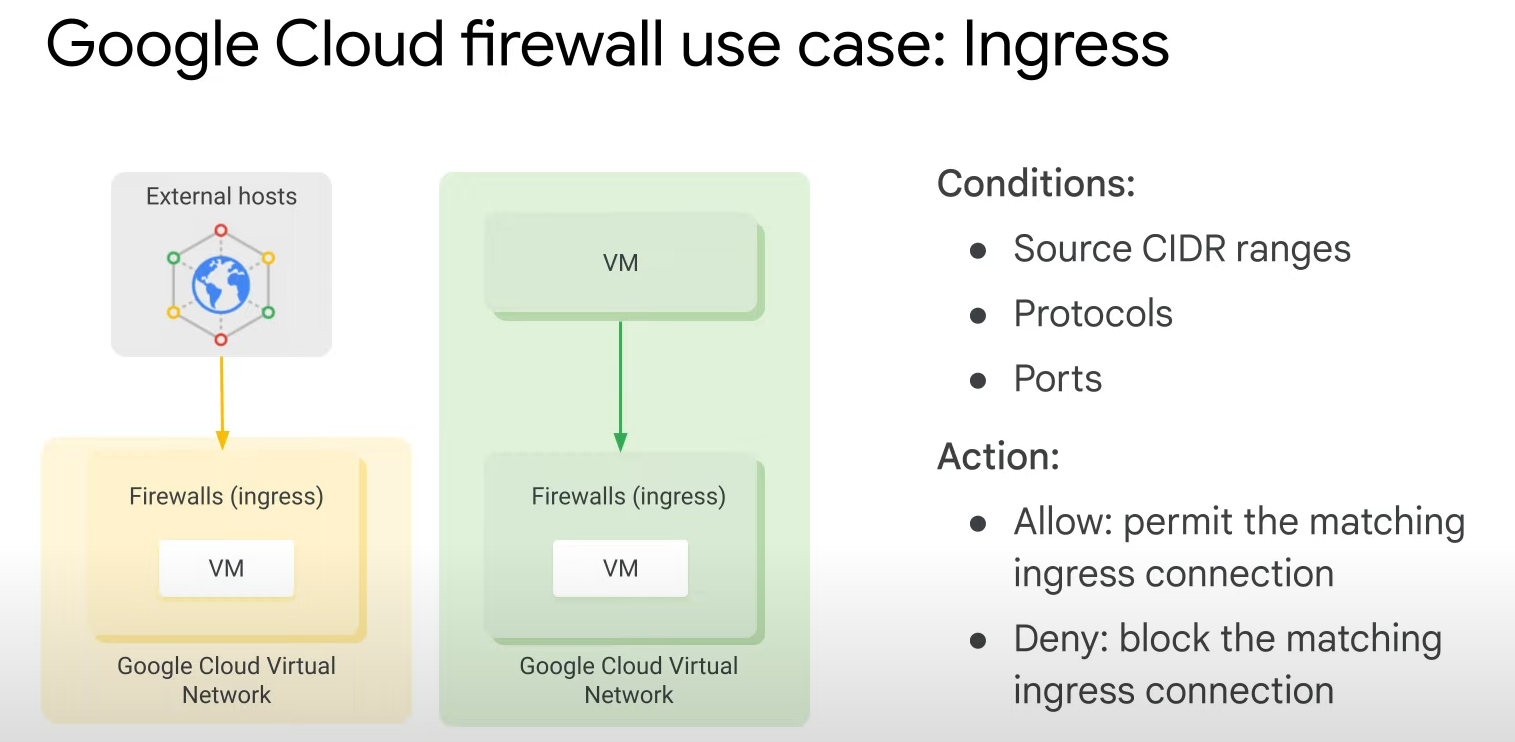 Google Cloud firewall use case: Ingress
External hosts
Firewalls (ingress)
VM
Google Cloud Virtual
Network
VM
Firewalls (ingress)
VM
Google Cloud Virtual
Network
Conditions:
● Source CIDR ranges
● Protocols
● Ports
Action:
● Allow: permit the matching
ingress connection
● Deny: block the matching
ingress connection